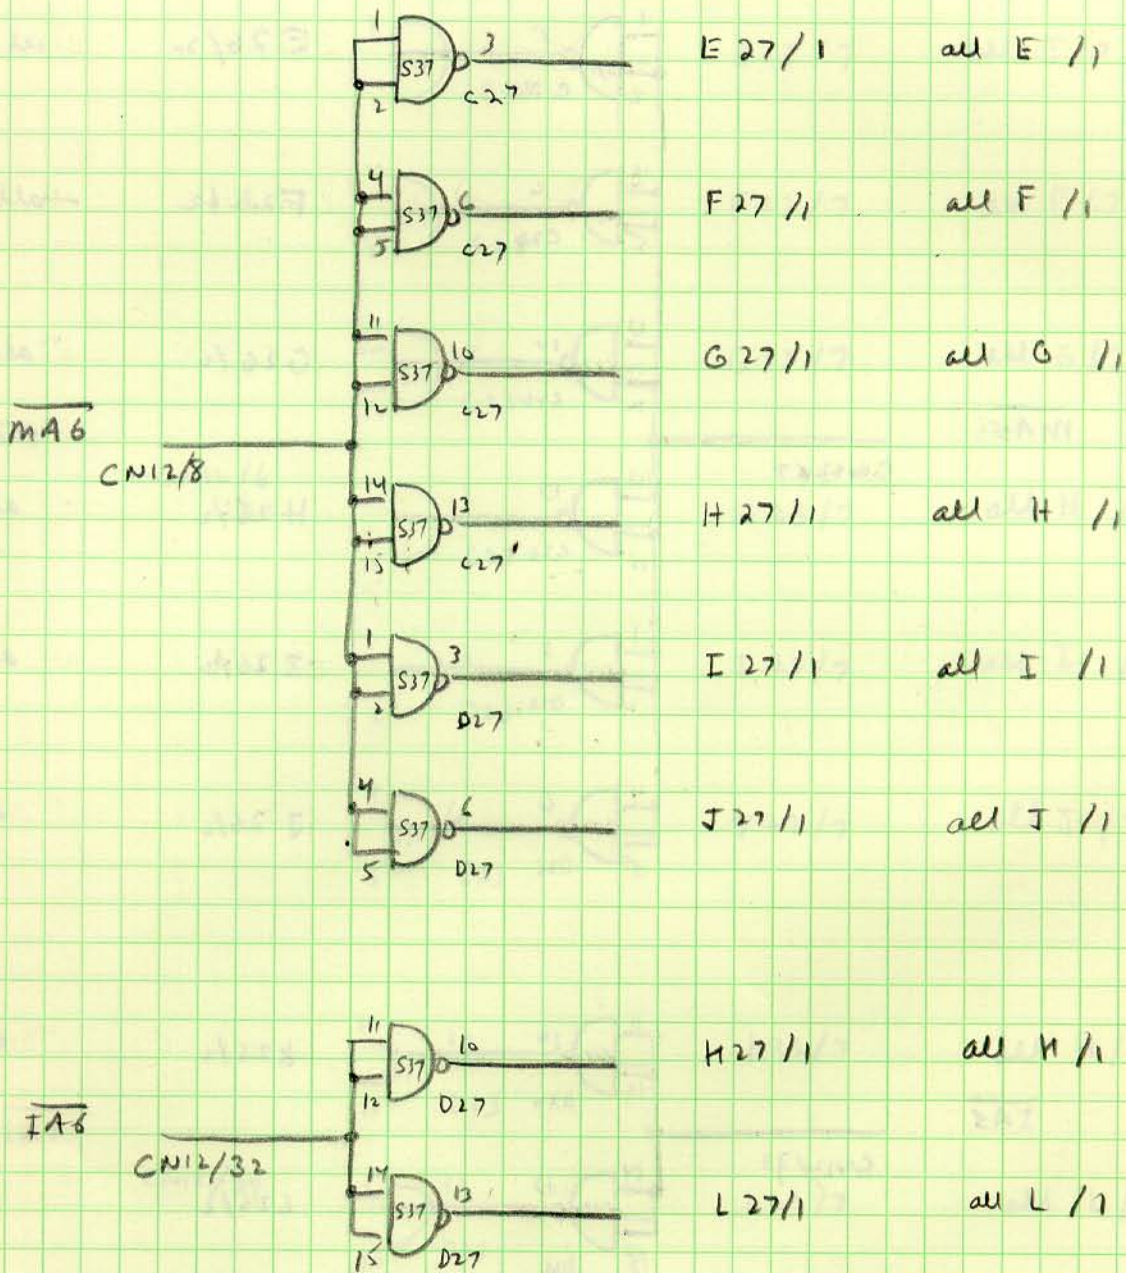 1
S37 3 E 27/1 all E /1
2 C27
4
S37 6 F 27/1 all F /1
5 C27
11
S37 10 G 27/1 all G /1
12 C27
MA6
CN12/8
14
S37 13 H 27/1 all H /1
15 C27
1
S37 3 I 27/1 all I /1
2 D27
4
S37 6 J 27/1 all J /1
5 D27
11
S37 10 H 27/1 all H /1
12 D27
IA6
CN12/32
14
S37 13 L 27/1 all L /1
15 D27